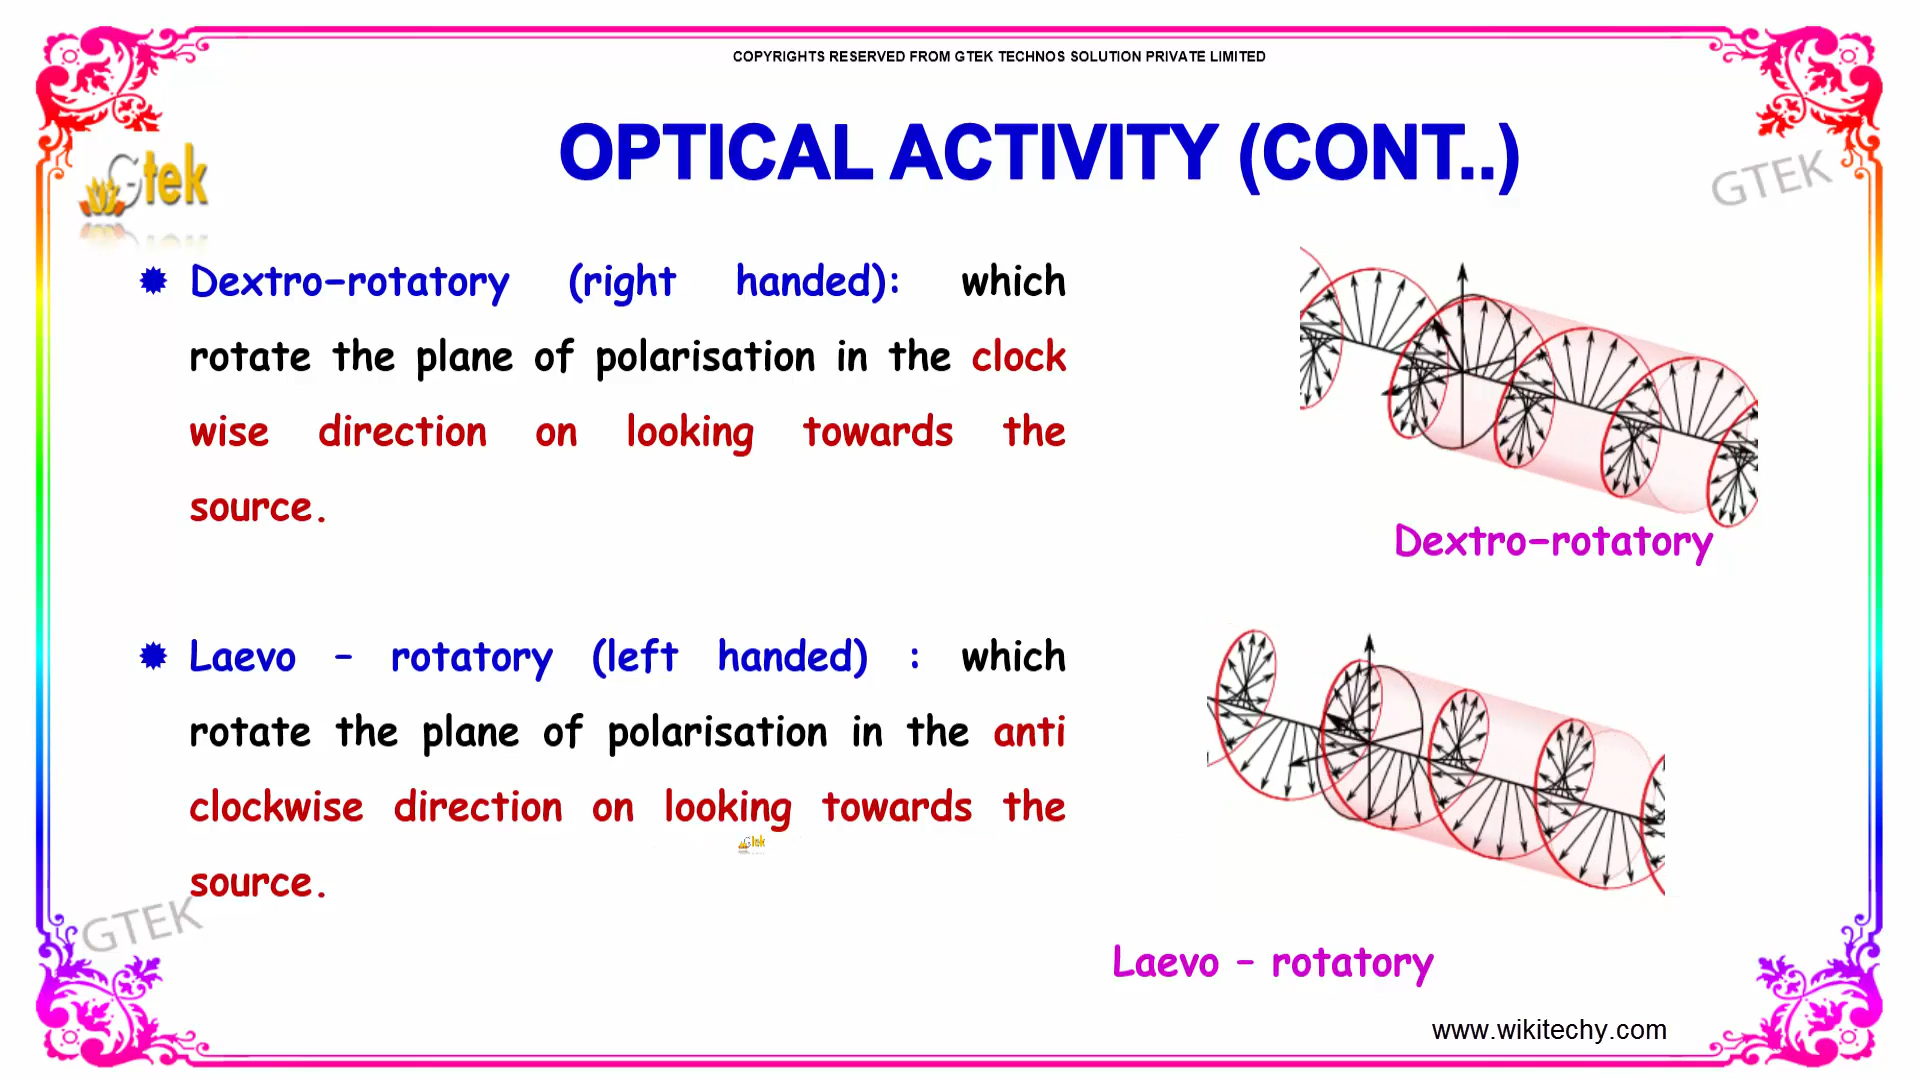 COPYRIGHTS RESERVED FROM GTEK TECHNOS SOLUTION PRIVATE LIMITED
OPTICAL ACTIVITY (CONT..)
Gtek
GTEK
Dextro-rotatory (right handed): which
rotate the plane of polarisation in the clock
wise direction on looking towards the
source.
Dextro-rotatory
Laevo - rotatory (left handed) : which
rotate the plane of polarisation in the anti
clockwise direction on looking towards the
Gtek
source.
GTEK
Laevo - rotatory
www.wikitechy.com